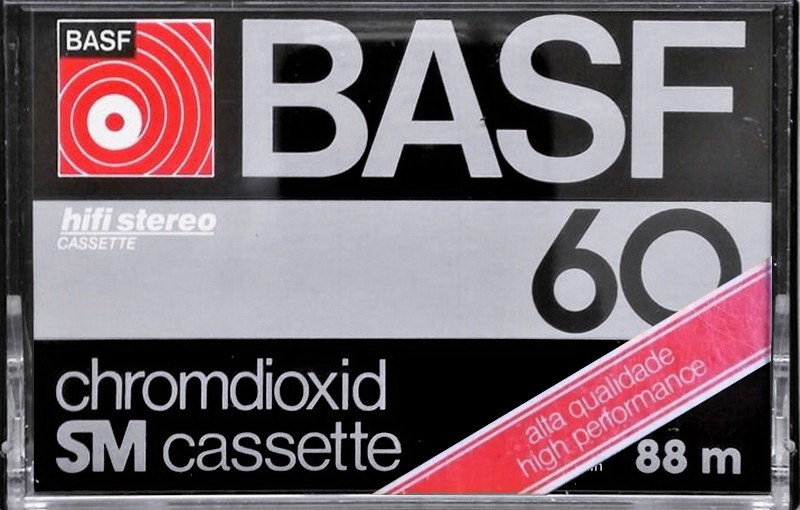 BASF
BASF
hifi stereo
CASSETTE
60
chromdioxid
SM cassette
alta qualidade
high performance
88 m